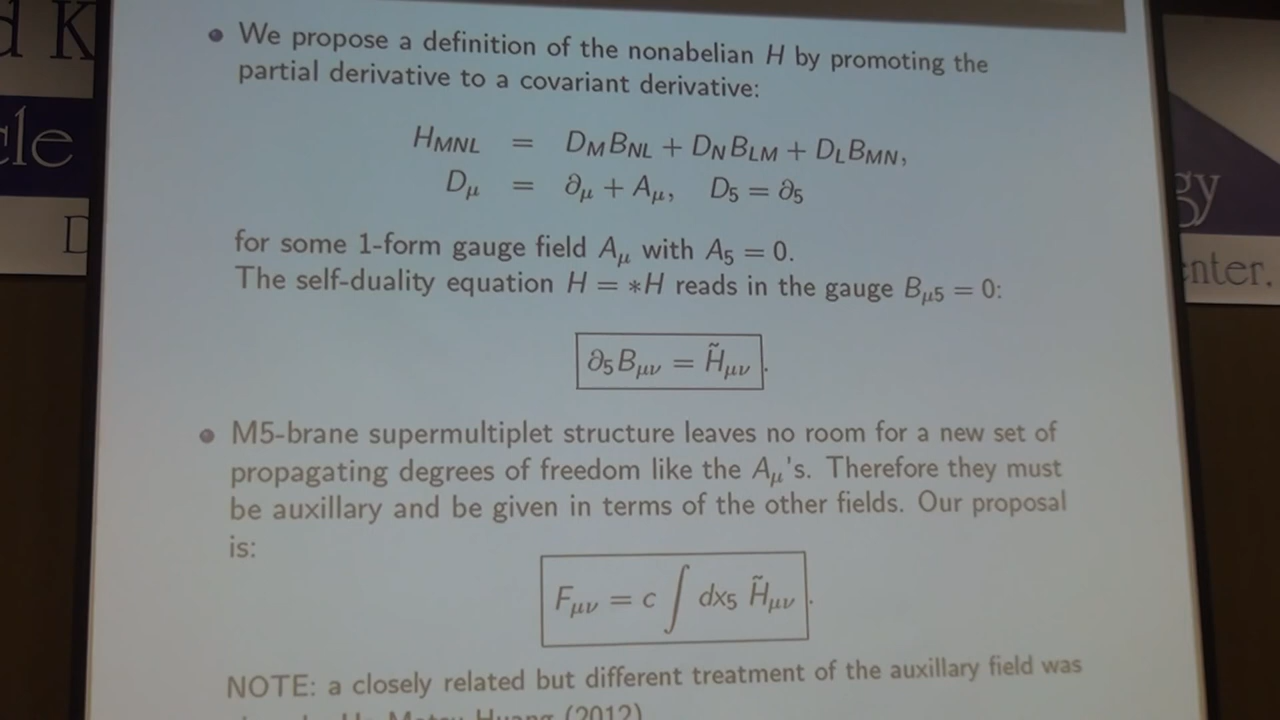 d K
cle
D
gy
enter.
• We propose a definition of the nonabelian H by promoting the
partial derivative to a covariant derivative:
H_{MNL} = D_M B_{NL} + D_N B_{LM} + D_L B_{MN},
D_μ = ∂_μ + A_μ, D_5 = ∂_5
for some 1-form gauge field A_μ with A_5 = 0.
The self-duality equation H = ∗H reads in the gauge B_{μ5} = 0:
∂_5 B_{μν} = H̃_{μν}.
• M5-brane supermultiplet structure leaves no room for a new set of
propagating degrees of freedom like the A_μ's. Therefore they must
be auxillary and be given in terms of the other fields. Our proposal
is:
F_{μν} = c ∫ dx_5 H̃_{μν}.
NOTE: a closely related but different treatment of the auxillary field was
Huang (2012)